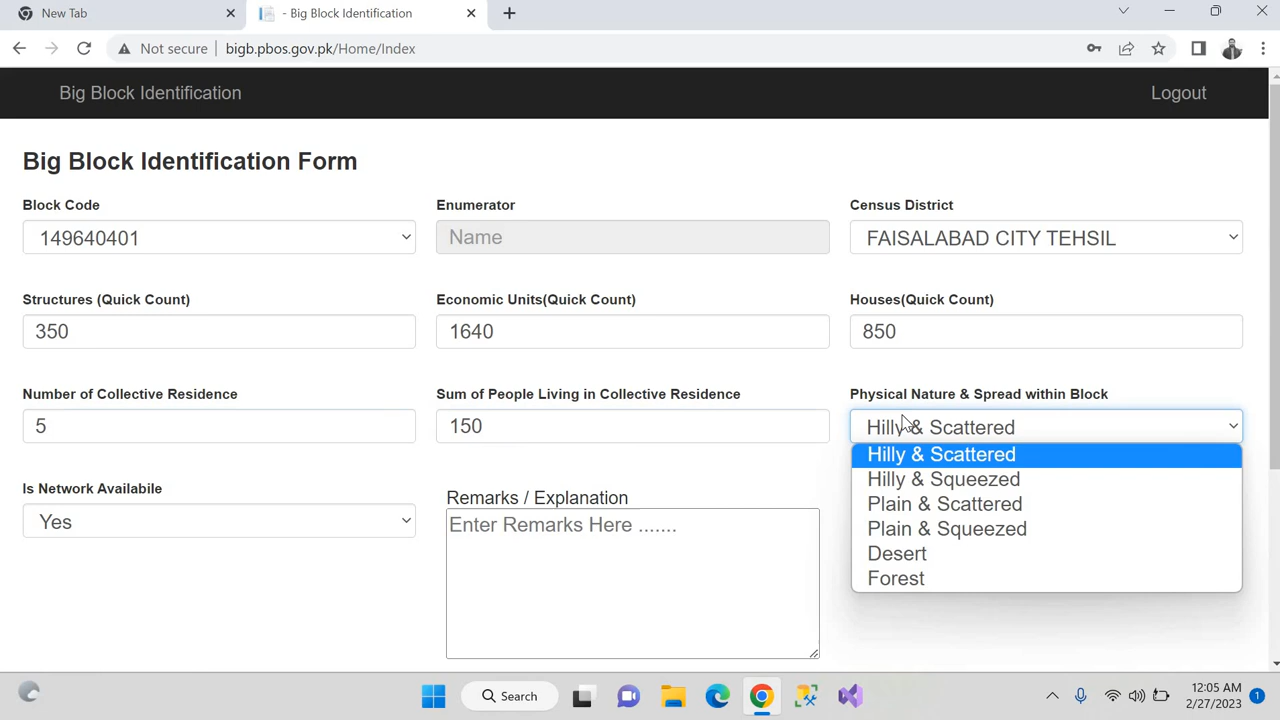 New Tab
- Big Block Identification
Not secure
bigb.pbos.gov.pk/Home/Index
Big Block Identification
Logout
Big Block Identification Form
Block Code
Enumerator
Census District
149640401
Name
FAISALABAD CITY TEHSIL
Structures (Quick Count)
Economic Units(Quick Count)
Houses(Quick Count)
350
1640
850
Number of Collective Residence
Sum of People Living in Collective Residence
Physical Nature & Spread within Block
5
150
Hilly & Scattered
Hilly & Scattered
Hilly & Squeezed
Plain & Scattered
Plain & Squeezed
Desert
Forest
Is Network Availabile
Yes
Remarks / Explanation
Enter Remarks Here .......
Search
12:05 AM
2/27/2023
1